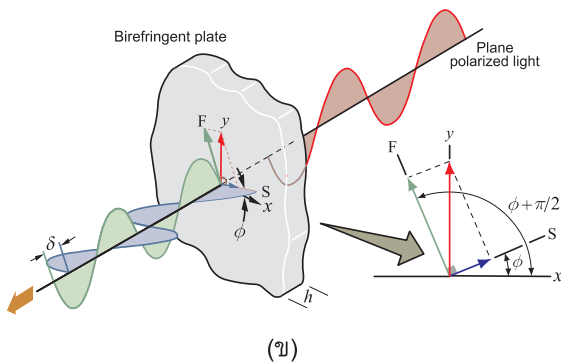 Birefringent plate
Plane
polarized light
F
y
S
x
ϕ
δ
h
F
y
ϕ + π/2
S
ϕ
x
(ข)